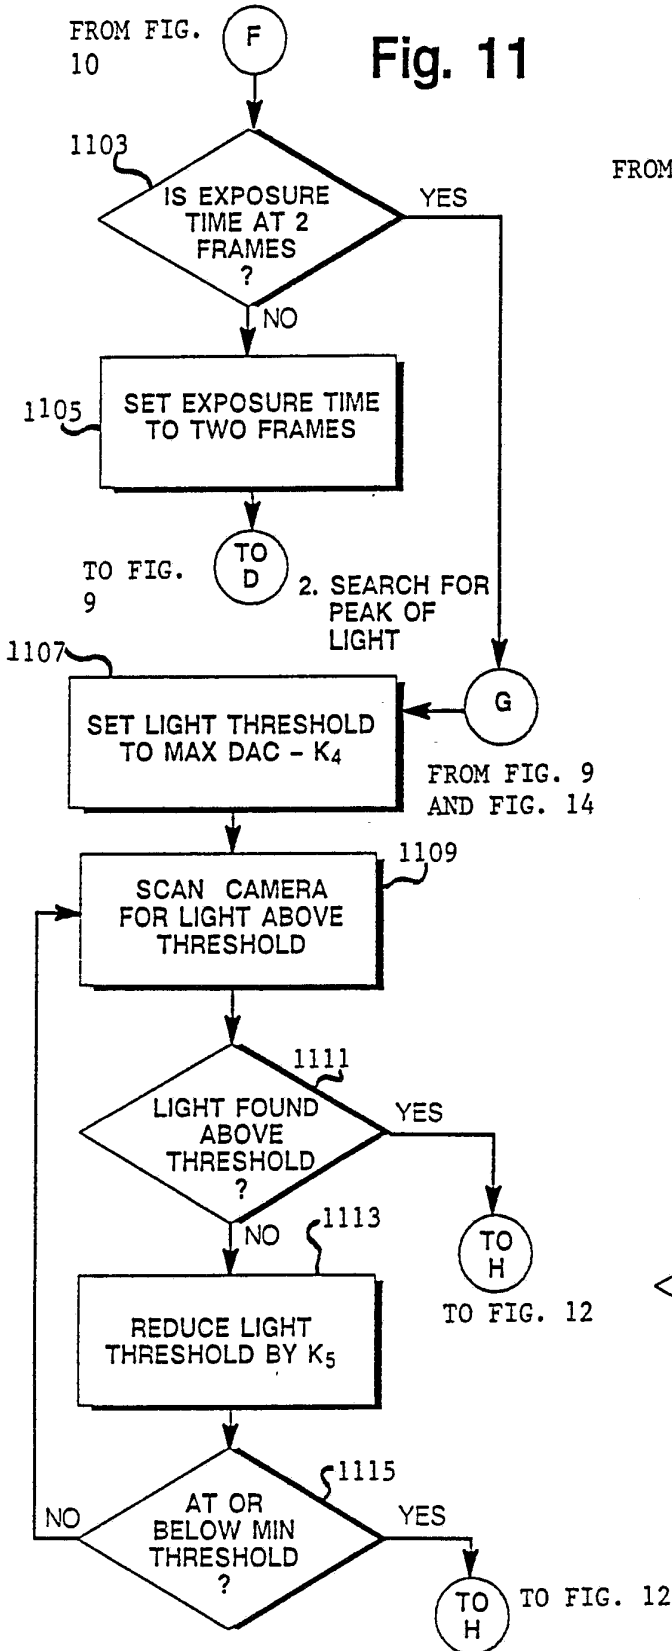 FROM FIG.
10
F
Fig. 11
1103
FROM
IS EXPOSURE
TIME AT 2
FRAMES
?
YES
NO
1105
SET EXPOSURE TIME
TO TWO FRAMES
TO FIG.
9
TO
D
2. SEARCH FOR
PEAK OF
LIGHT
1107
SET LIGHT THRESHOLD
TO MAX DAC – K4
G
FROM FIG. 9
AND FIG. 14
1109
SCAN CAMERA
FOR LIGHT ABOVE
THRESHOLD
1111
LIGHT FOUND
ABOVE
THRESHOLD
?
YES
NO
TO
H
TO FIG. 12
1113
REDUCE LIGHT
THRESHOLD BY K5
1115
AT OR
BELOW MIN
THRESHOLD
?
NO
YES
TO
H
TO FIG. 12